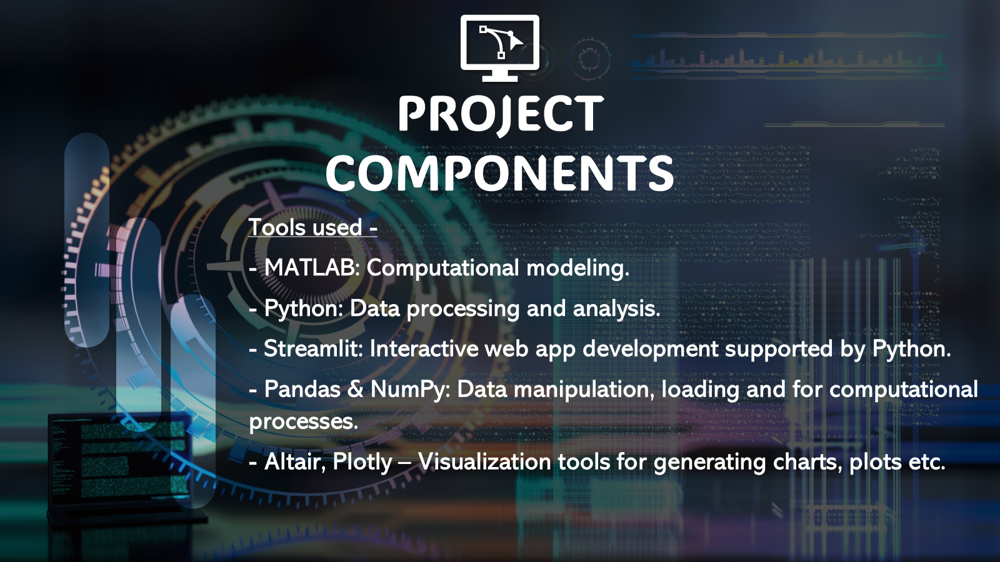 PROJECT
COMPONENTS
Tools used -
- MATLAB: Computational modeling.
- Python: Data processing and analysis.
- Streamlit: Interactive web app development supported by Python.
- Pandas & NumPy: Data manipulation, loading and for computational
processes.
- Altair, Plotly – Visualization tools for generating charts, plots etc.